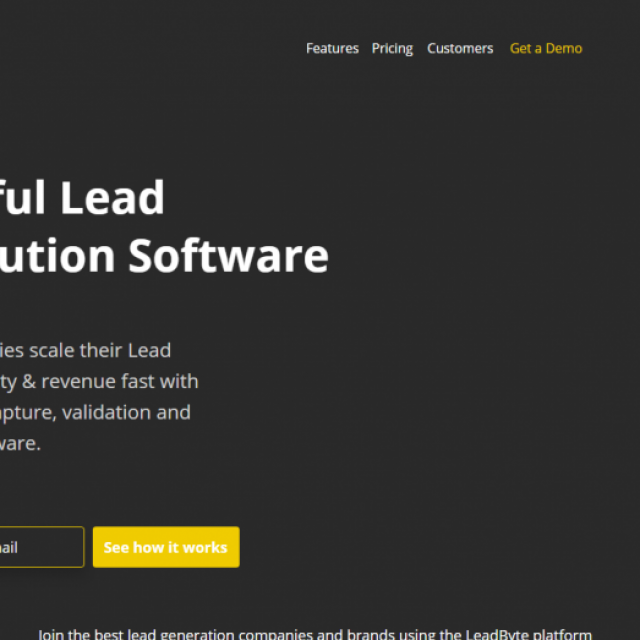 Features Pricing Customers Get a Demo
ful Lead
ution Software
ies scale their Lead
ty & revenue fast with
apture, validation and
ware.
ail
See how it works
Join the best lead generation companies and brands using the LeadByte platform